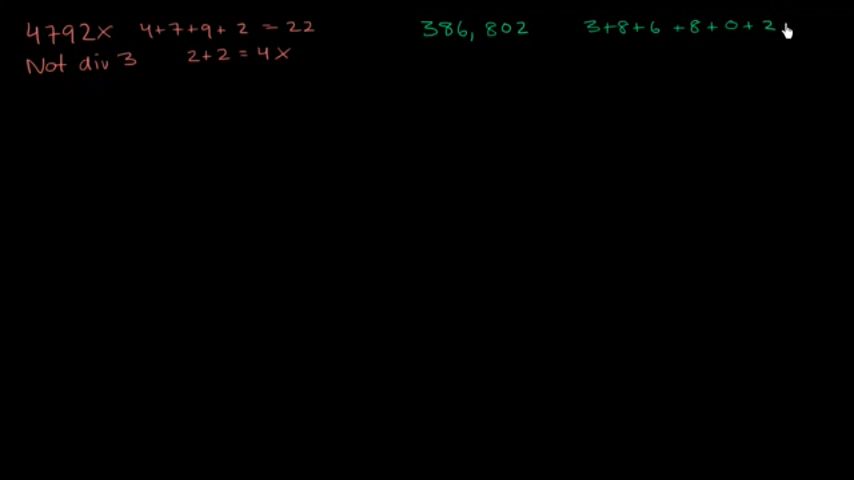 4792x 4+7+9+2 = 22
Not div 3 2+2 = 4 x
386, 802 3+8+6 +8+0+2